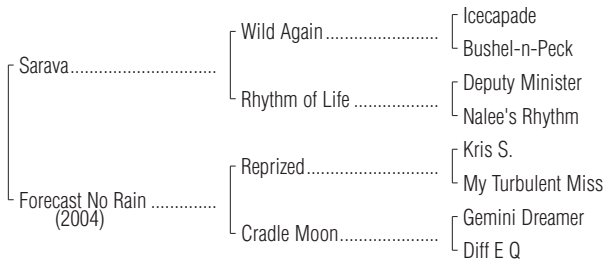 Icecapade
Wild Again ....................
Bushel-n-Peck
Sarava..........................
Deputy Minister
Rhythm of Life ...............
Nalee's Rhythm
Kris S.
Reprized.......................
My Turbulent Miss
Forecast No Rain ...........
(2004)
Gemini Dreamer
Cradle Moon.................
Diff E Q